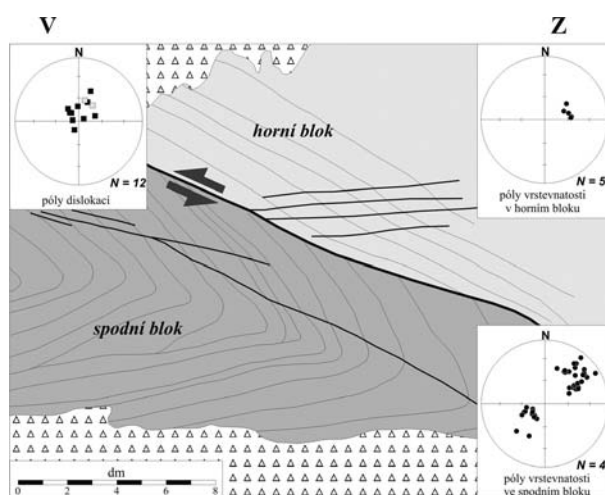 V
Z
N
N = 12
póly dislokací
horní blok
N
N = 5
póly vrstevnatosti
v horním bloku
spodní blok
N
N = 4
póly vrstevnatosti
ve spodním bloku
dm
0 2 4 6 8